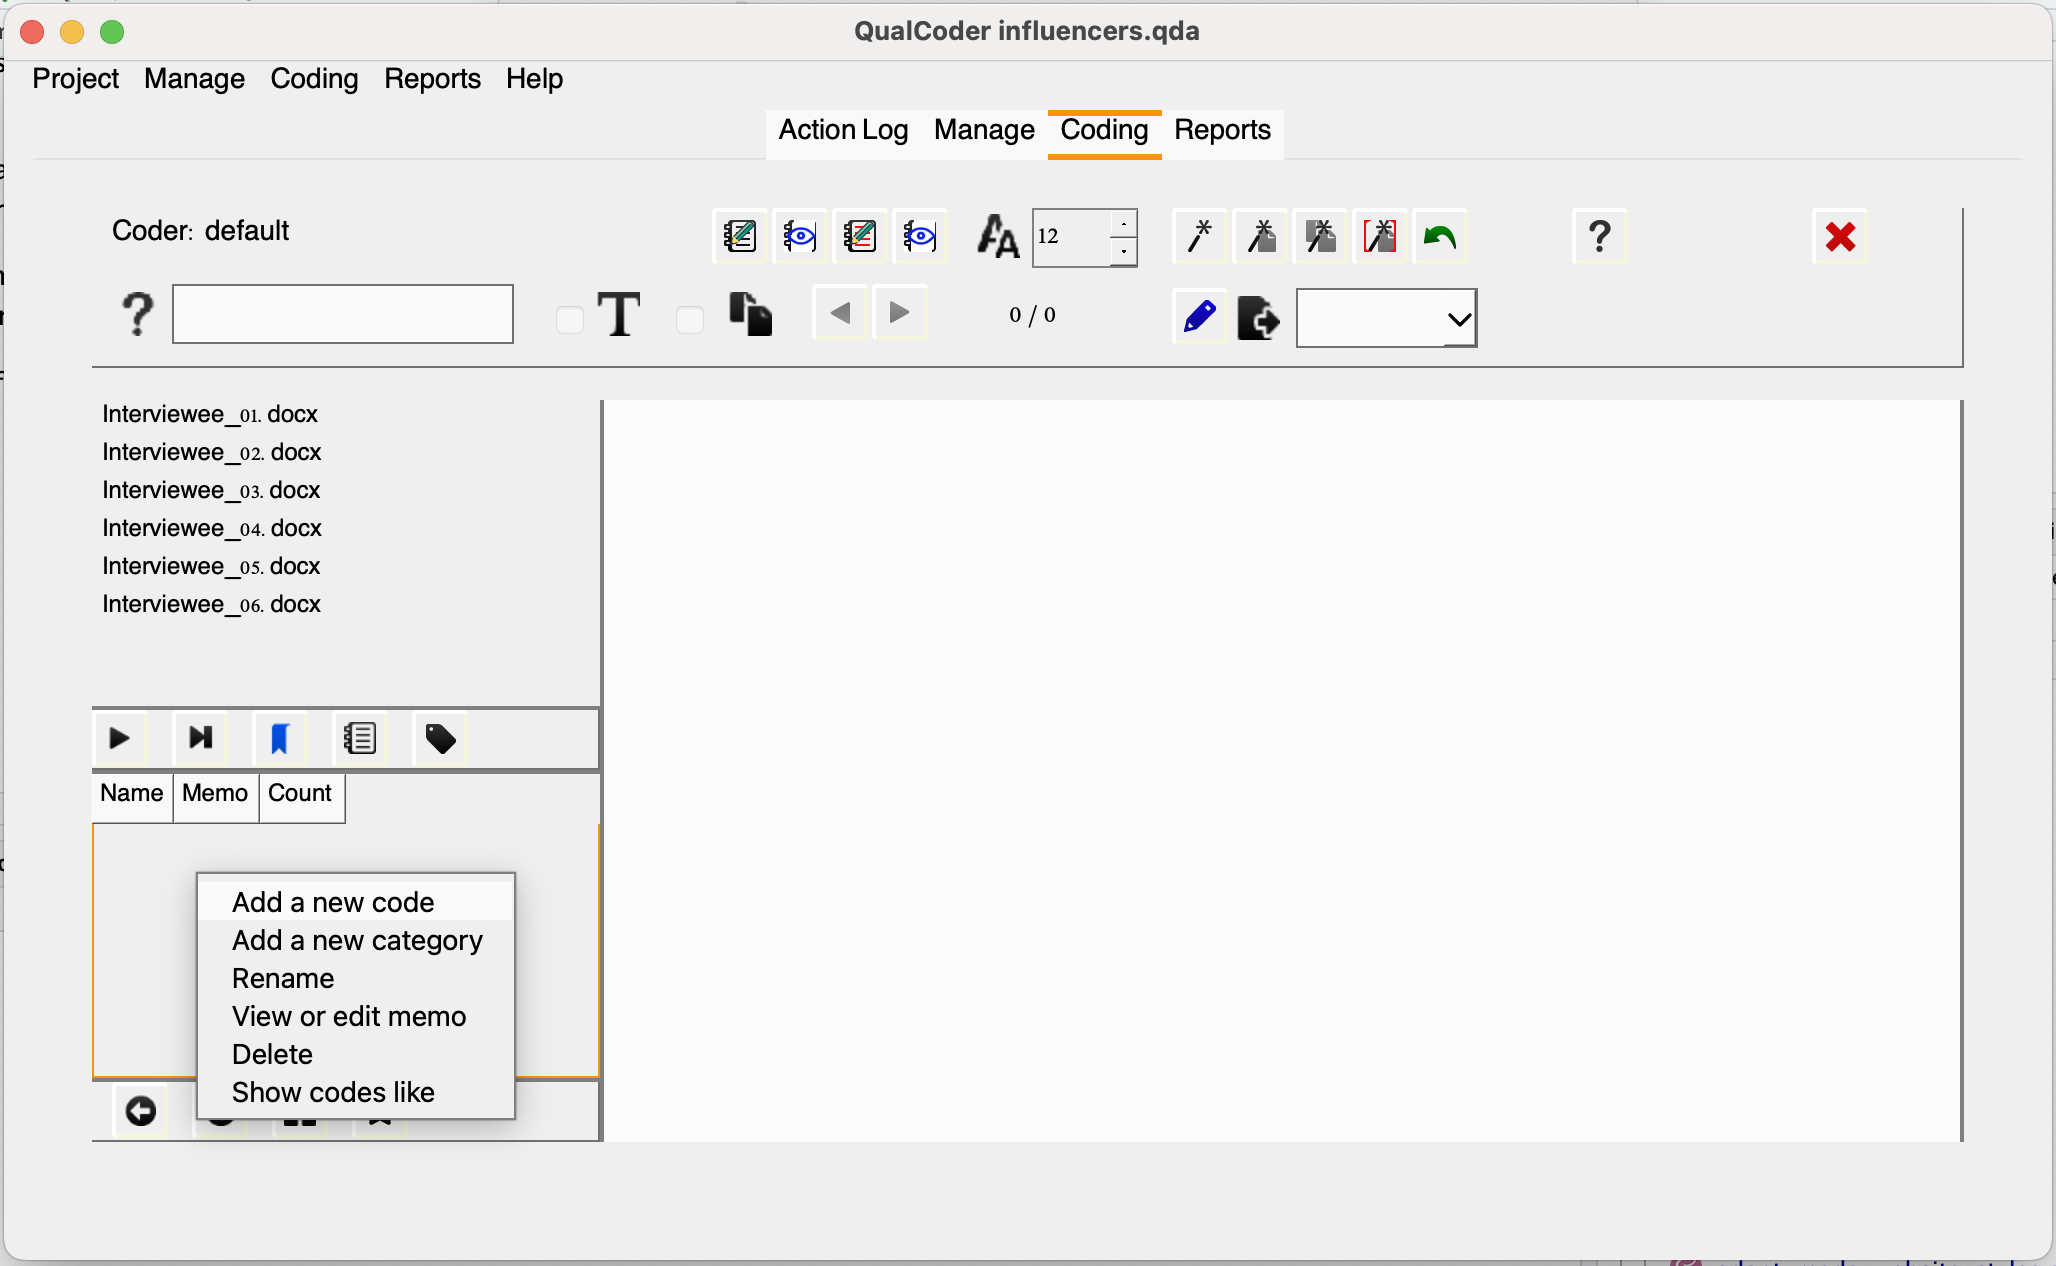 QualCoder influencers.qda
Project Manage Coding Reports Help
Action Log Manage Coding Reports
Coder: default
12
0 / 0
Interviewee_01. docx
Interviewee_02. docx
Interviewee_03. docx
Interviewee_04. docx
Interviewee_05. docx
Interviewee_06. docx
Name Memo Count
Add a new code
Add a new category
Rename
View or edit memo
Delete
Show codes like